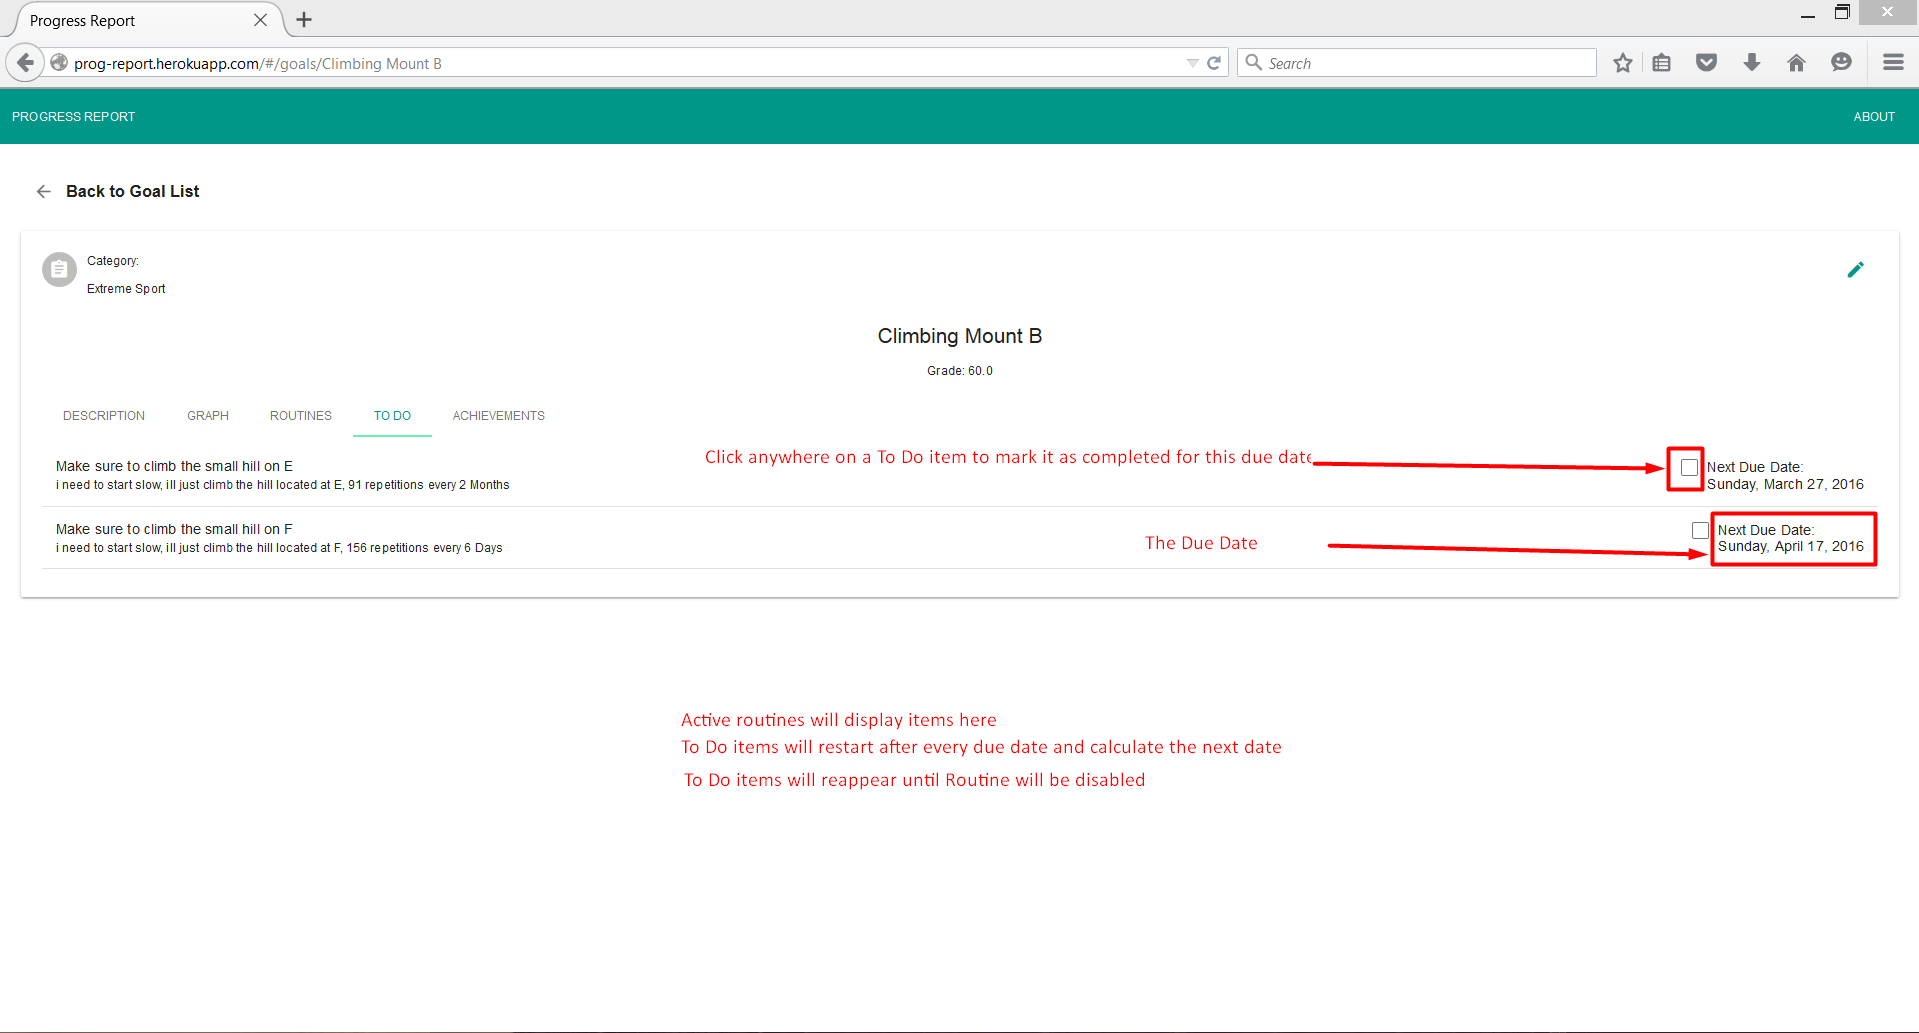 Progress Report
prog-report.herokuapp.com/#/goals/Climbing Mount B
Search
PROGRESS REPORT
ABOUT
Back to Goal List
Category:
Extreme Sport
Climbing Mount B
Grade: 60.0
DESCRIPTION
GRAPH
ROUTINES
TO DO
ACHIEVEMENTS
Make sure to climb the small hill on E
i need to start slow, ill just climb the hill located at E, 91 repetitions every 2 Months
Click anywhere on a To Do item to mark it as completed for this due date
Next Due Date:
Sunday, March 27, 2016
Make sure to climb the small hill on F
i need to start slow, ill just climb the hill located at F, 156 repetitions every 6 Days
The Due Date
Next Due Date:
Sunday, April 17, 2016
Active routines will display items here
To Do items will restart after every due date and calculate the next date
To Do items will reappear until Routine will be disabled